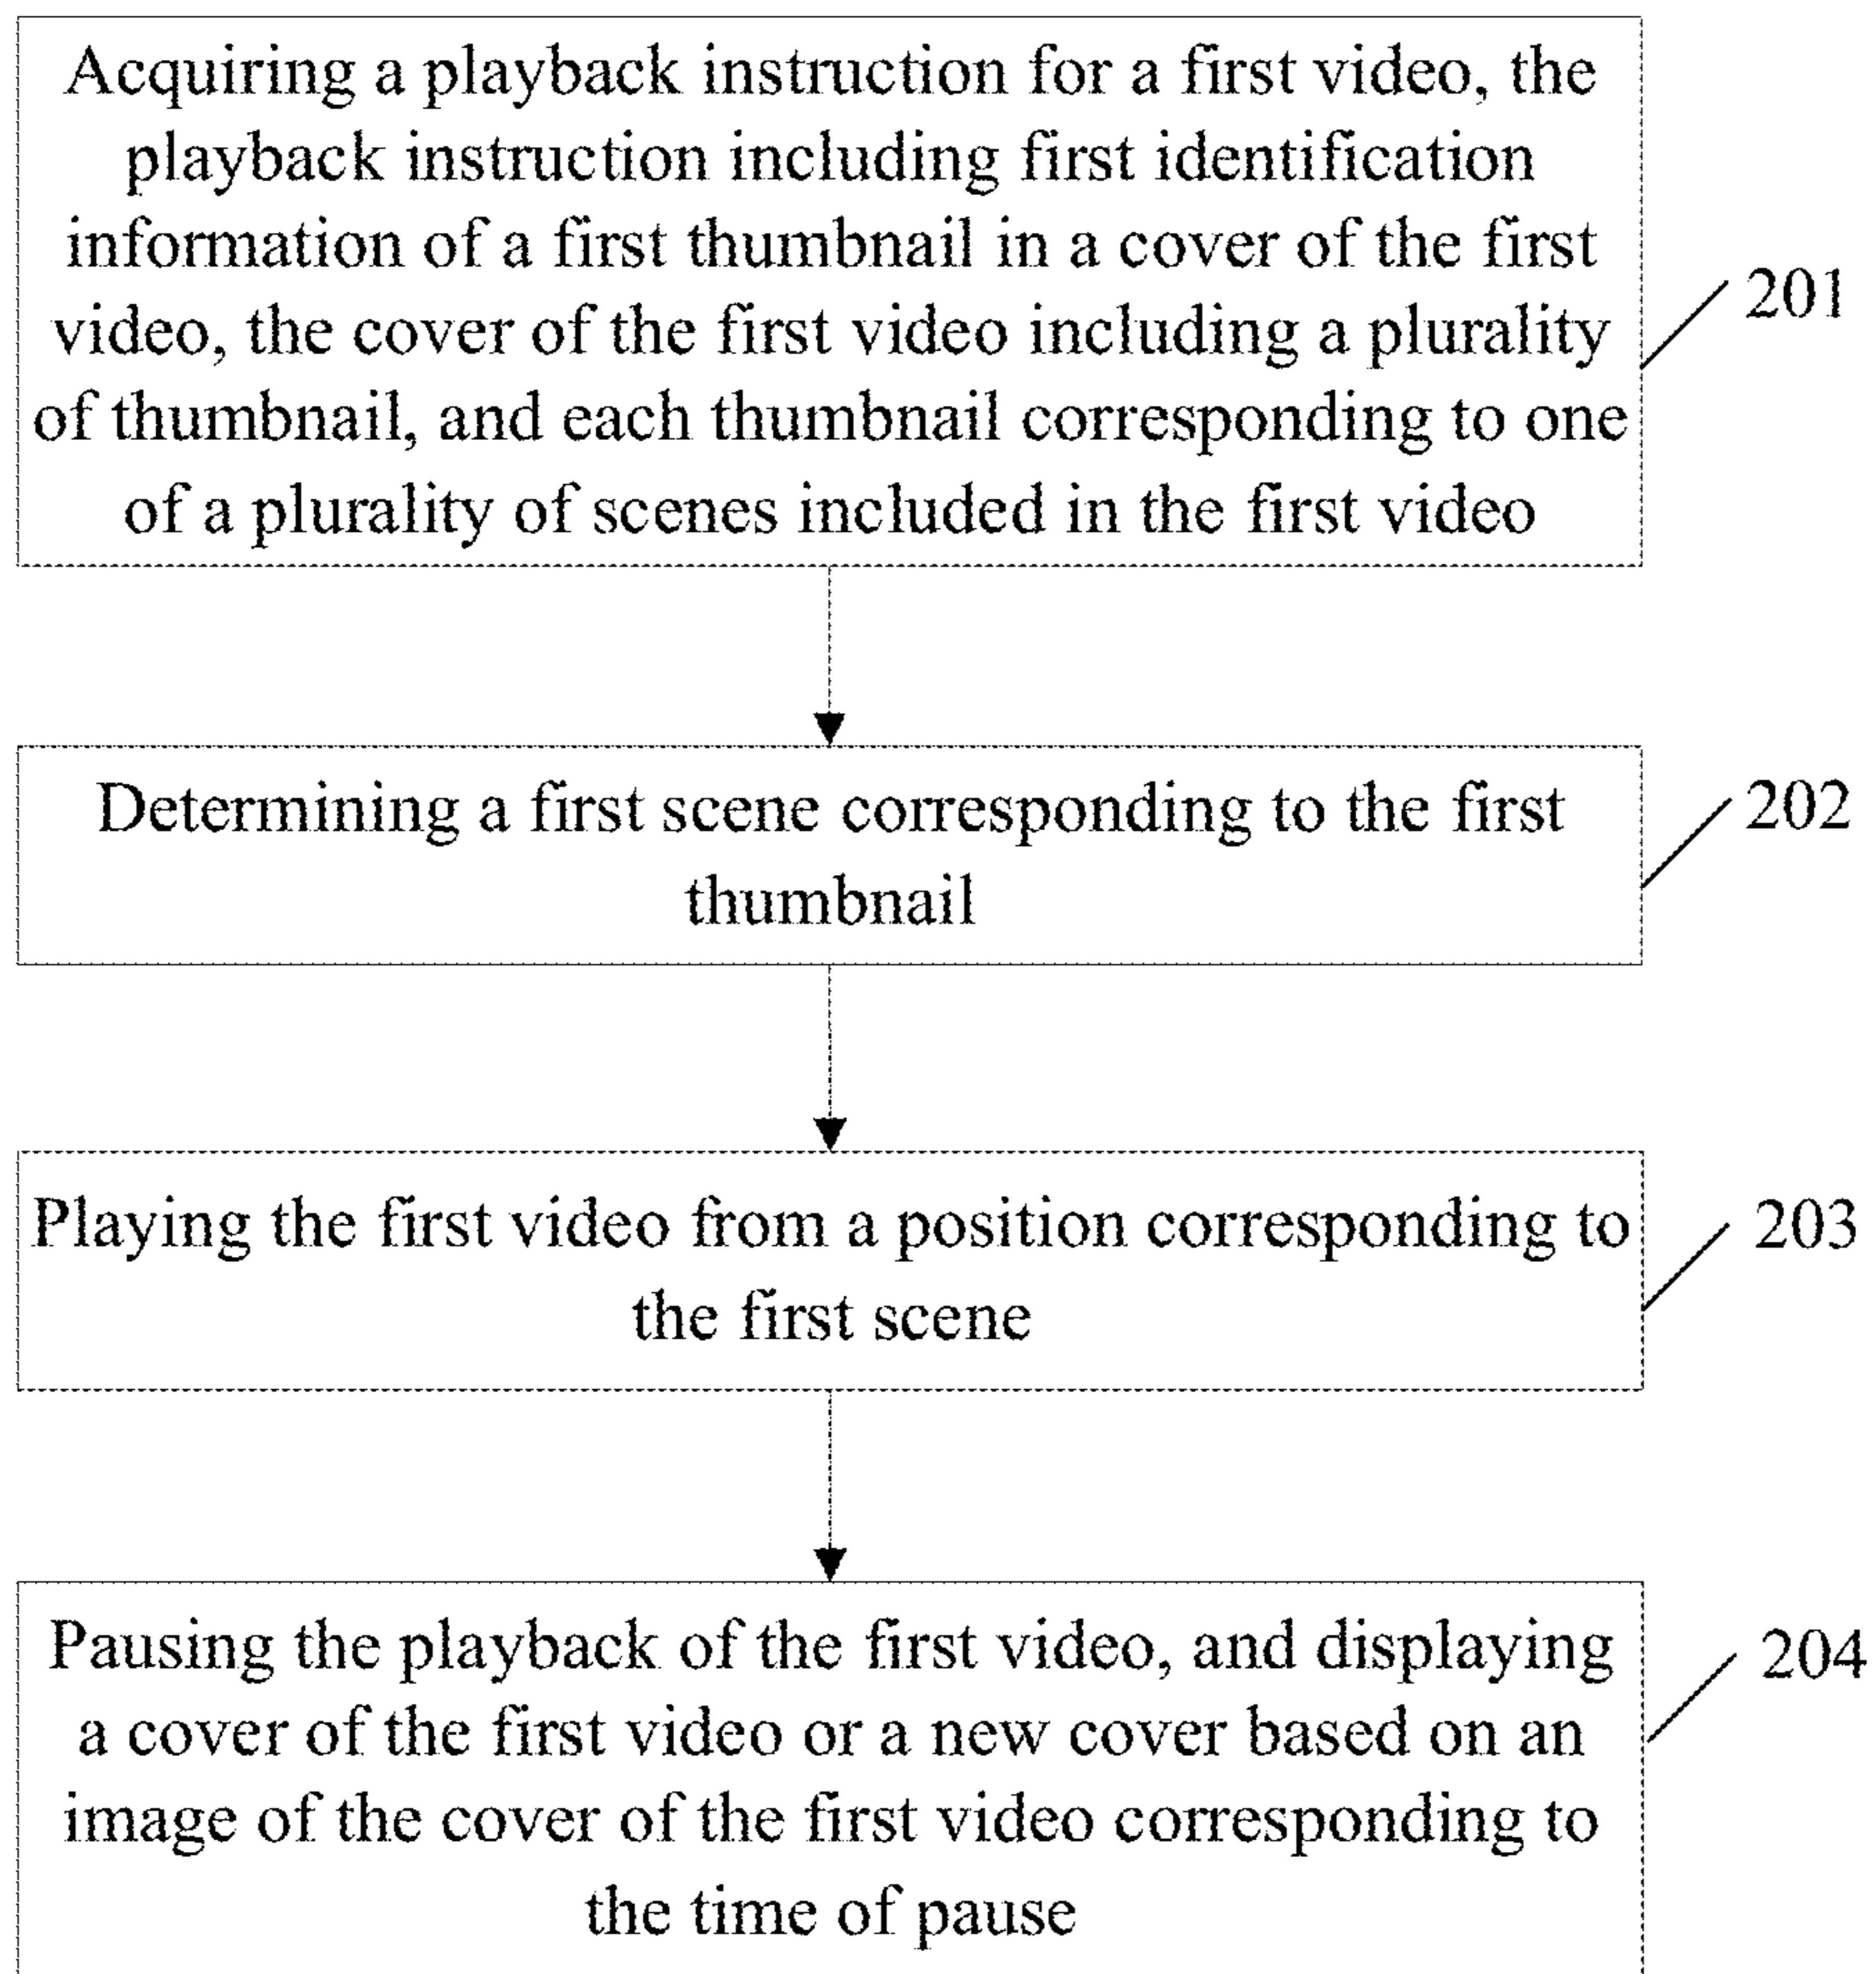 Acquiring a playback instruction for a first video, the
playback instruction including first identification
information of a first thumbnail in a cover of the first
video, the cover of the first video including a plurality
of thumbnail, and each thumbnail corresponding to one
of a plurality of scenes included in the first video
201
Determining a first scene corresponding to the first
thumbnail
202
Playing the first video from a position corresponding to
the first scene
203
Pausing the playback of the first video, and displaying
a cover of the first video or a new cover based on an
image of the cover of the first video corresponding to
the time of pause
204